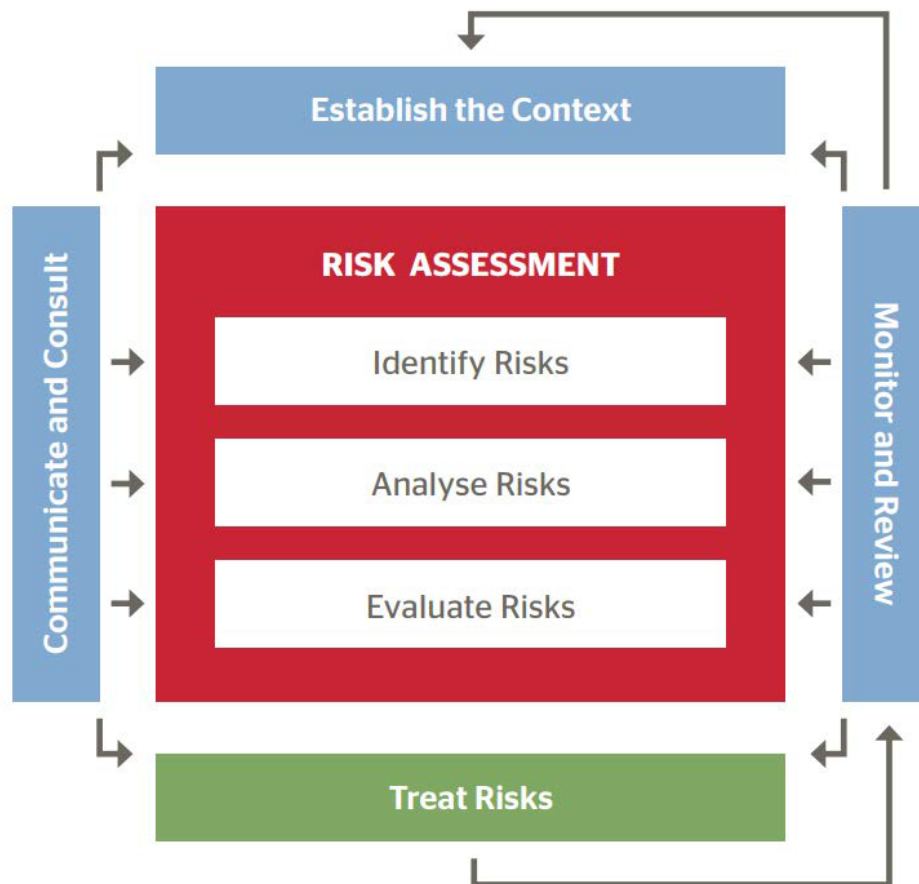 Establish the Context
Communicate and Consult
RISK ASSESSMENT
Identify Risks
Analyse Risks
Evaluate Risks
Monitor and Review
Treat Risks